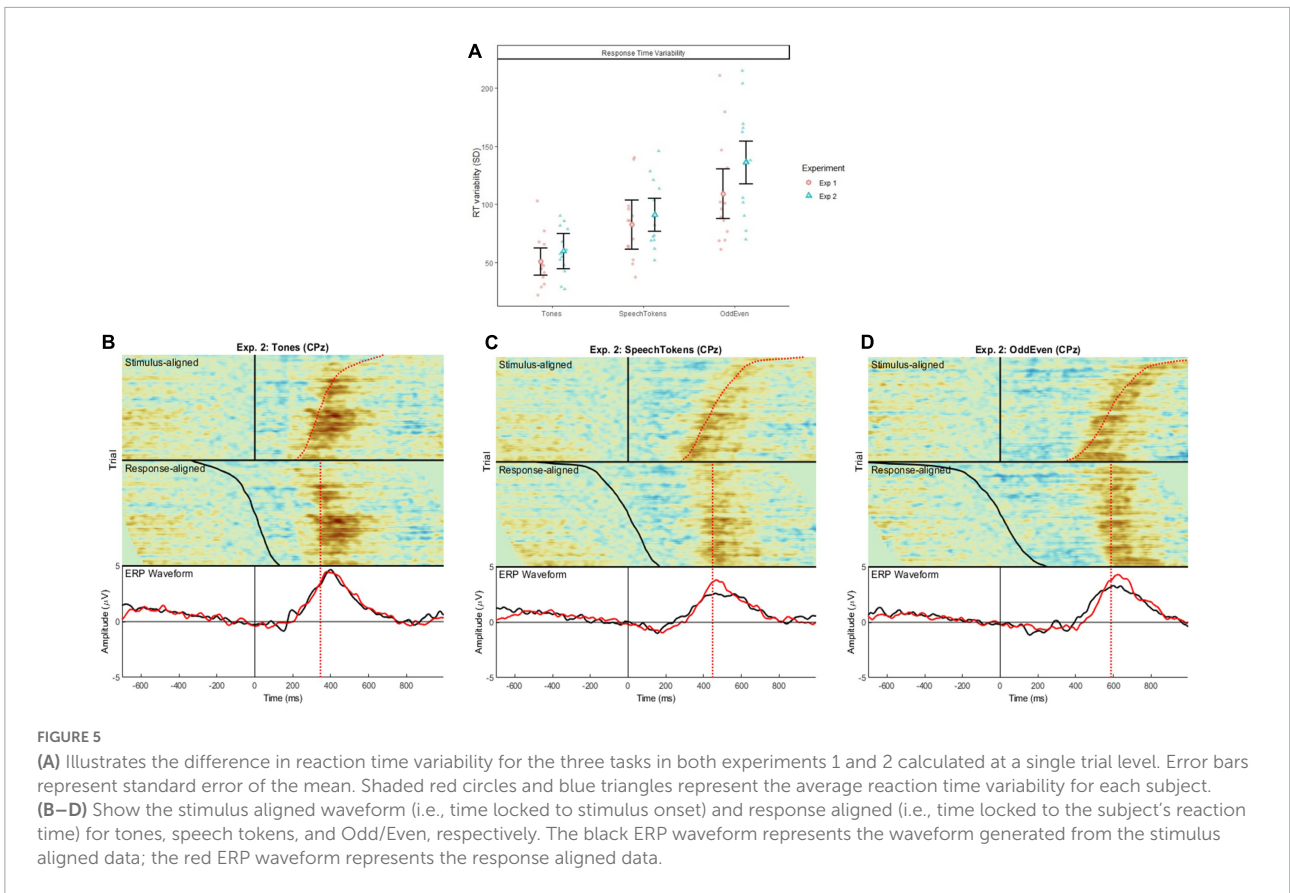 A
Response Time Variability
200
150
100
50
RT variability (SD)
Tones
SpeechTokens
OddEven
Experiment
Exp 1
Exp 2
B
Exp. 2: Tones (CPz)
Stimulus-aligned
Response-aligned
Trial
ERP Waveform
5
0
-5
Amplitude (μV)
-600 -400 -200 0 200 400 600 800
Time (ms)
C
Exp. 2: SpeechTokens (CPz)
Stimulus-aligned
Response-aligned
Trial
ERP Waveform
5
0
-5
Amplitude (μV)
-600 -400 -200 0 200 400 600 800
Time (ms)
D
Exp. 2: OddEven (CPz)
Stimulus-aligned
Response-aligned
Trial
ERP Waveform
5
0
-5
Amplitude (μV)
-600 -400 -200 0 200 400 600 800
Time (ms)
FIGURE 5
(A) Illustrates the difference in reaction time variability for the three tasks in both experiments 1 and 2 calculated at a single trial level. Error bars
represent standard error of the mean. Shaded red circles and blue triangles represent the average reaction time variability for each subject.
(B–D) Show the stimulus aligned waveform (i.e., time locked to stimulus onset) and response aligned (i.e., time locked to the subject's reaction
time) for tones, speech tokens, and Odd/Even, respectively. The black ERP waveform represents the waveform generated from the stimulus
aligned data; the red ERP waveform represents the response aligned data.